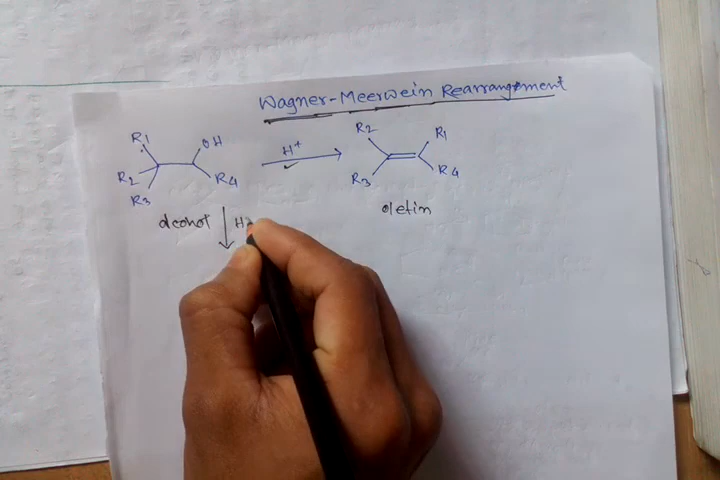 Wagner-Meerwein Rearrangement
R1
OH
R2
R3
R4
H+
R2
R1
R3
R4
olefin
alcohol
H+